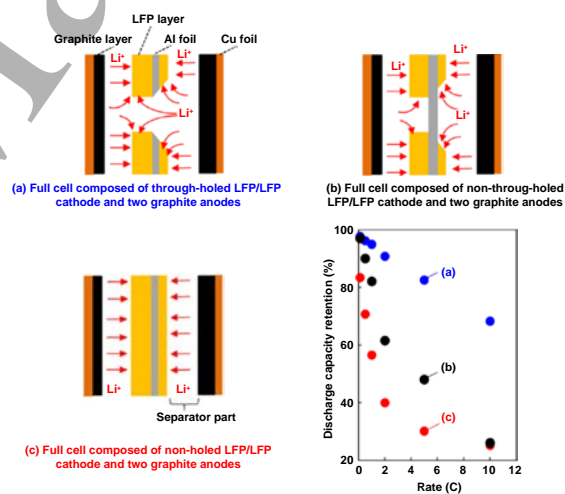 LFP layer
Graphite layer
Al foil
Cu foil
Li⁺
Li⁺
Li⁺
(a) Full cell composed of through-holed LFP/LFP
cathode and two graphite anodes
Li⁺
Li⁺
(b) Full cell composed of non-throug-holed
LFP/LFP cathode and two graphite anodes
Li⁺
Li⁺
Separator part
(c) Full cell composed of non-holed LFP/LFP
cathode and two graphite anodes
Discharge capacity retention (%)
100
80
60
40
20
(a)
(b)
(c)
0 2 4 6 8 10 12
Rate (C)